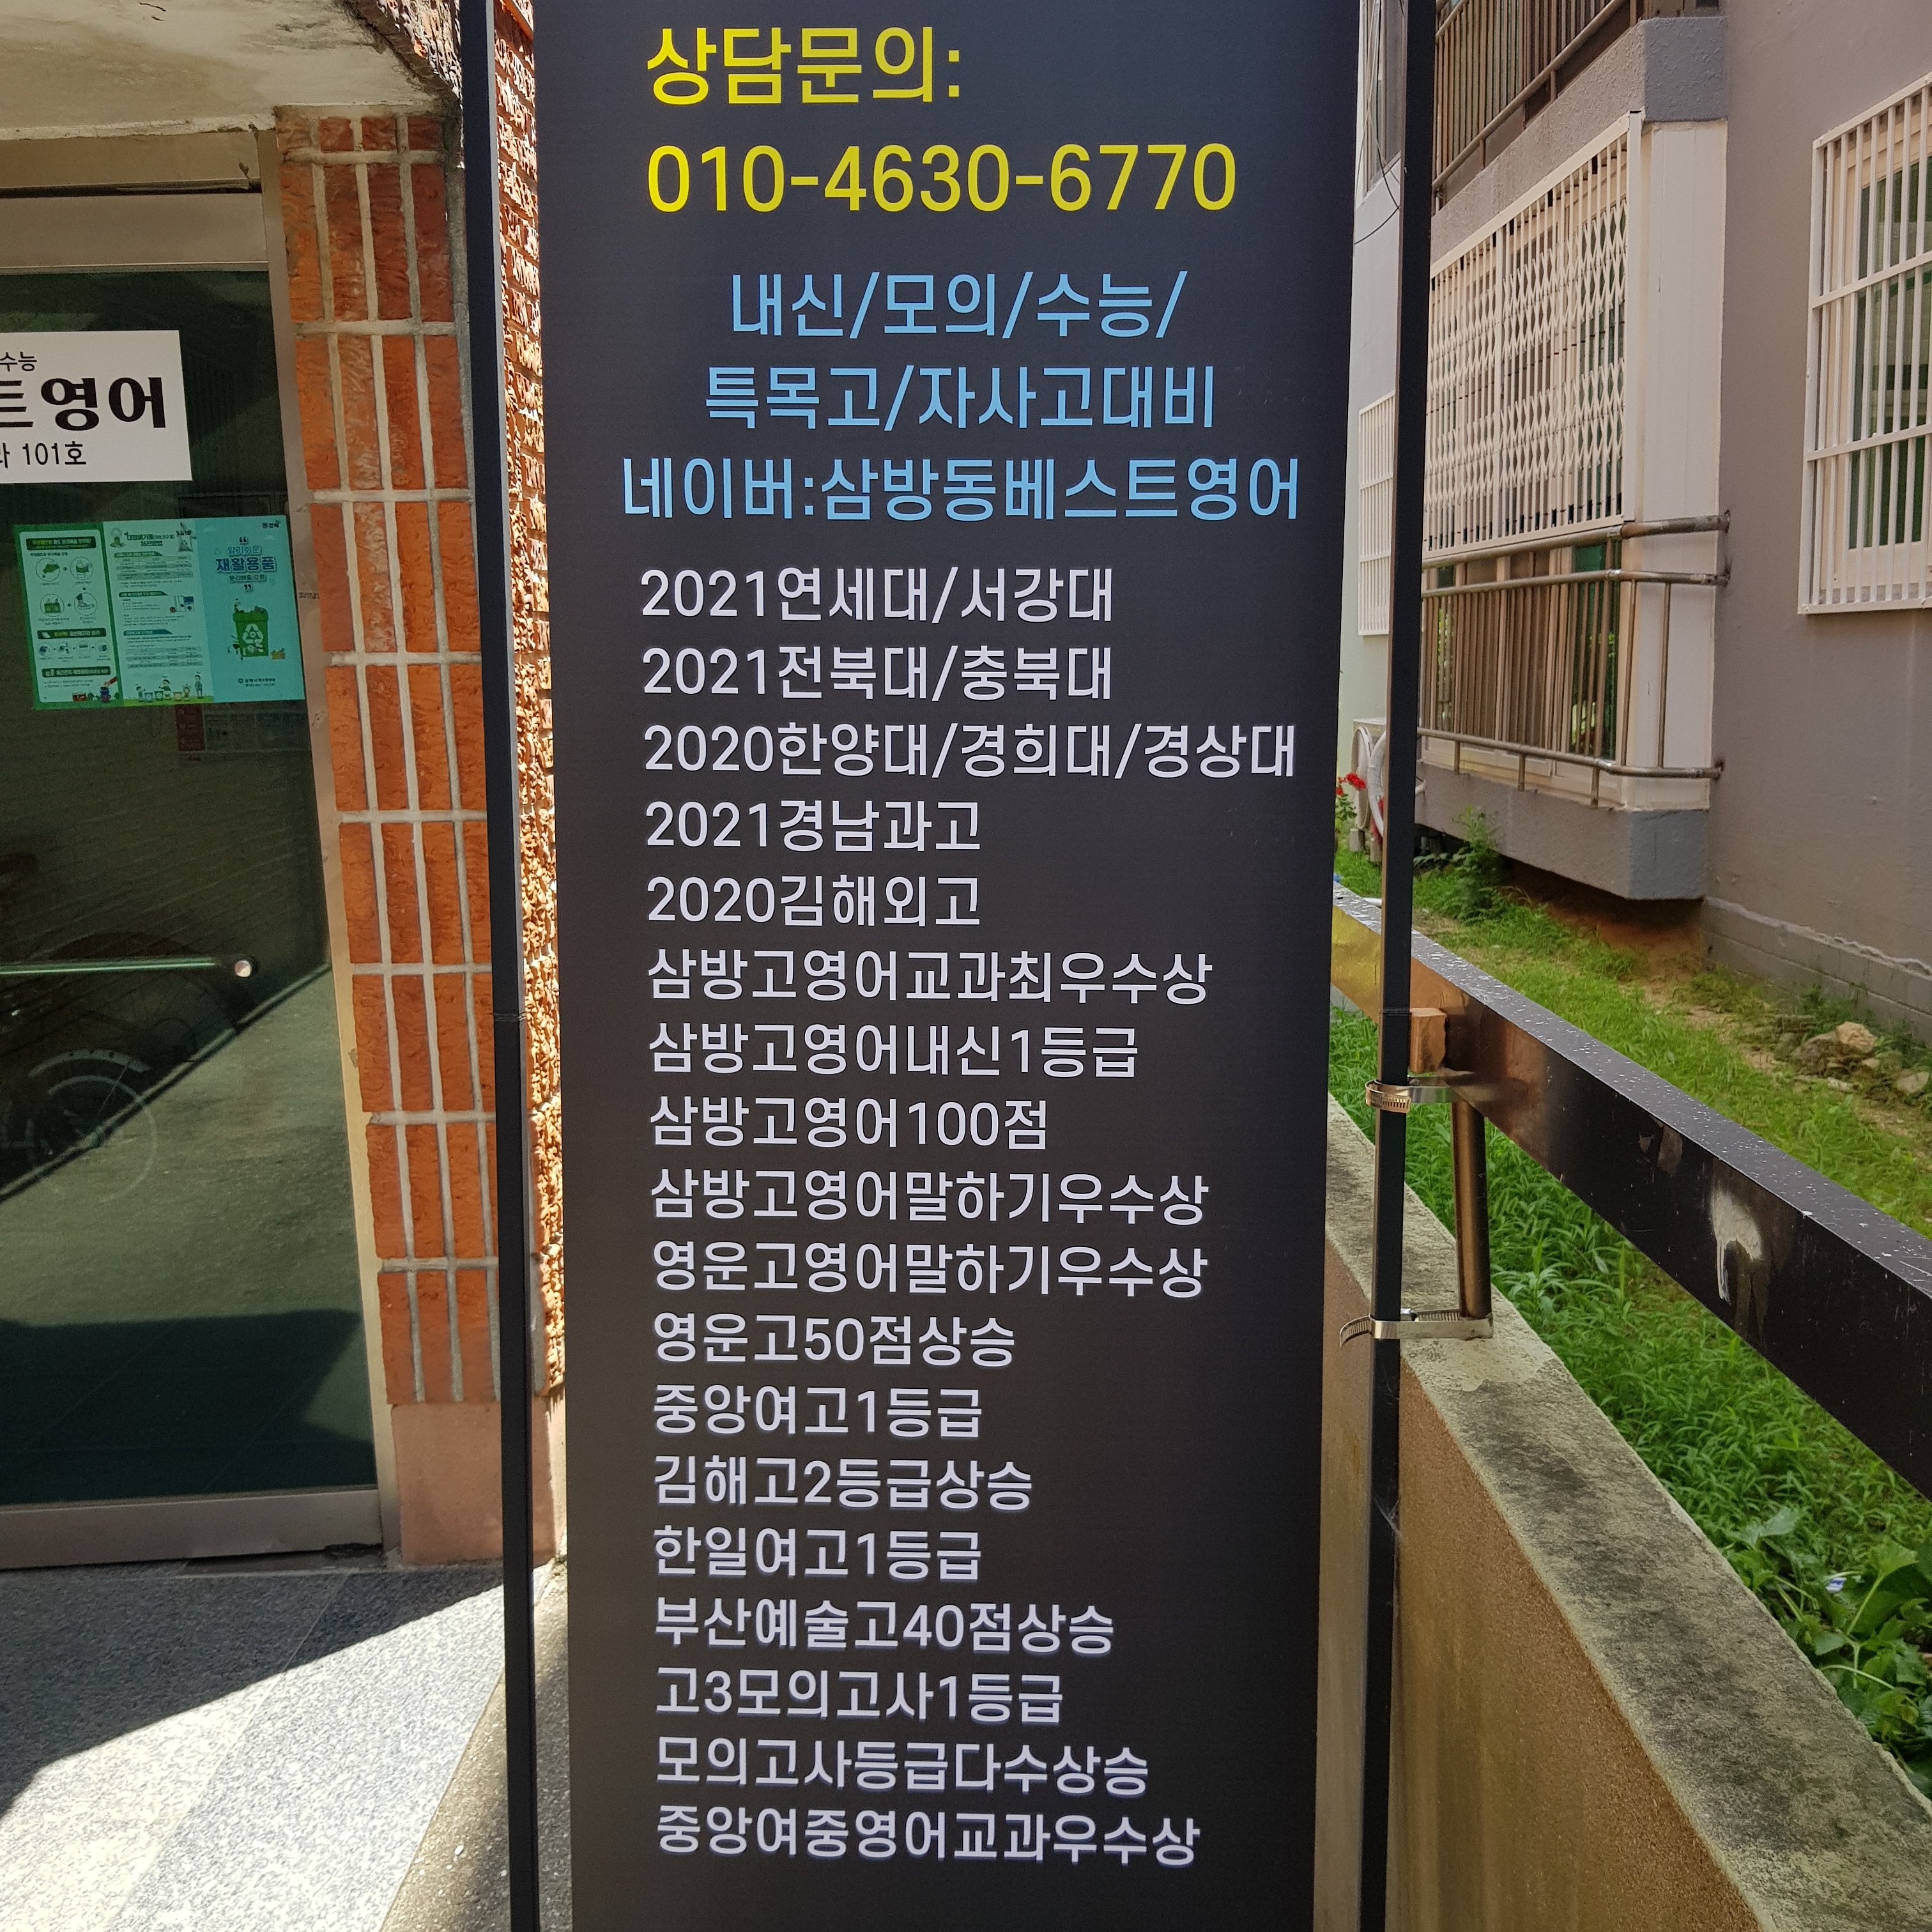 상담문의:
010-4630-6770
내신/모의/수능/
특목고/자사고대비
네이버:삼방동베스트영어
2021연세대/서강대
2021전북대/충북대
2020한양대/경희대/경상대
2021경남과고
2020김해외고
삼방고영어교과최우수상
삼방고영어내신1등급
삼방고영어100점
삼방고영어말하기우수상
영운고영어말하기우수상
영운고50점상승
중앙여고1등급
김해고2등급상승
한일여고1등급
부산예술고40점상승
고3모의고사1등급
모의고사등급다수상승
중앙여중영어교과우수상
수능
트영어
101호
재활용품